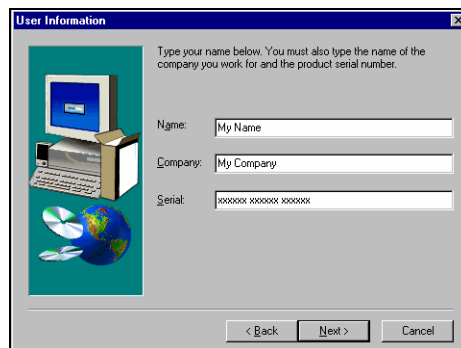 User Information
Type your name below. You must also type the name of the
company you work for and the product serial number.
Name: My Name
Company: My Company
Serial: xxxxxx xxxxxx xxxxxx
< Back Next > Cancel